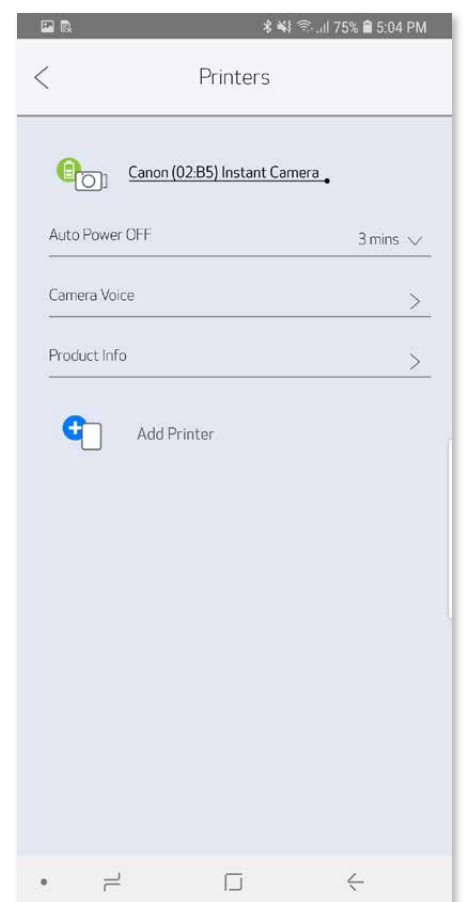 75% 5:04 PM
Printers
Canon (02:B5) Instant Camera
Auto Power OFF 3 mins
Camera Voice
Product Info
Add Printer